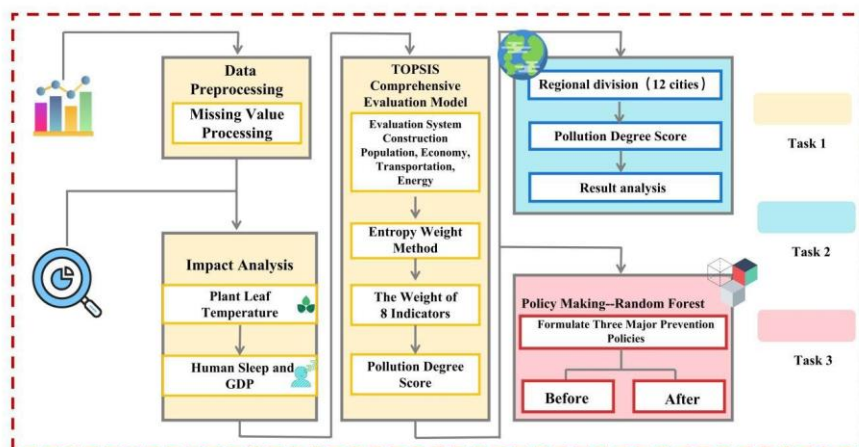 Data
Preprocessing
Missing Value
Processing
Impact Analysis
Plant Leaf
Temperature
Human Sleep and
GDP
TOPSIS
Comprehensive
Evaluation Model
Evaluation System
Construction
Population, Economy,
Transportation,
Energy
Entropy Weight
Method
The Weight of
8 Indicators
Pollution Degree
Score
Regional division（12 cities）
Pollution Degree Score
Result analysis
Policy Making--Random Forest
Formulate Three Major Prevention
Policies
Before
After
Task 1
Task 2
Task 3